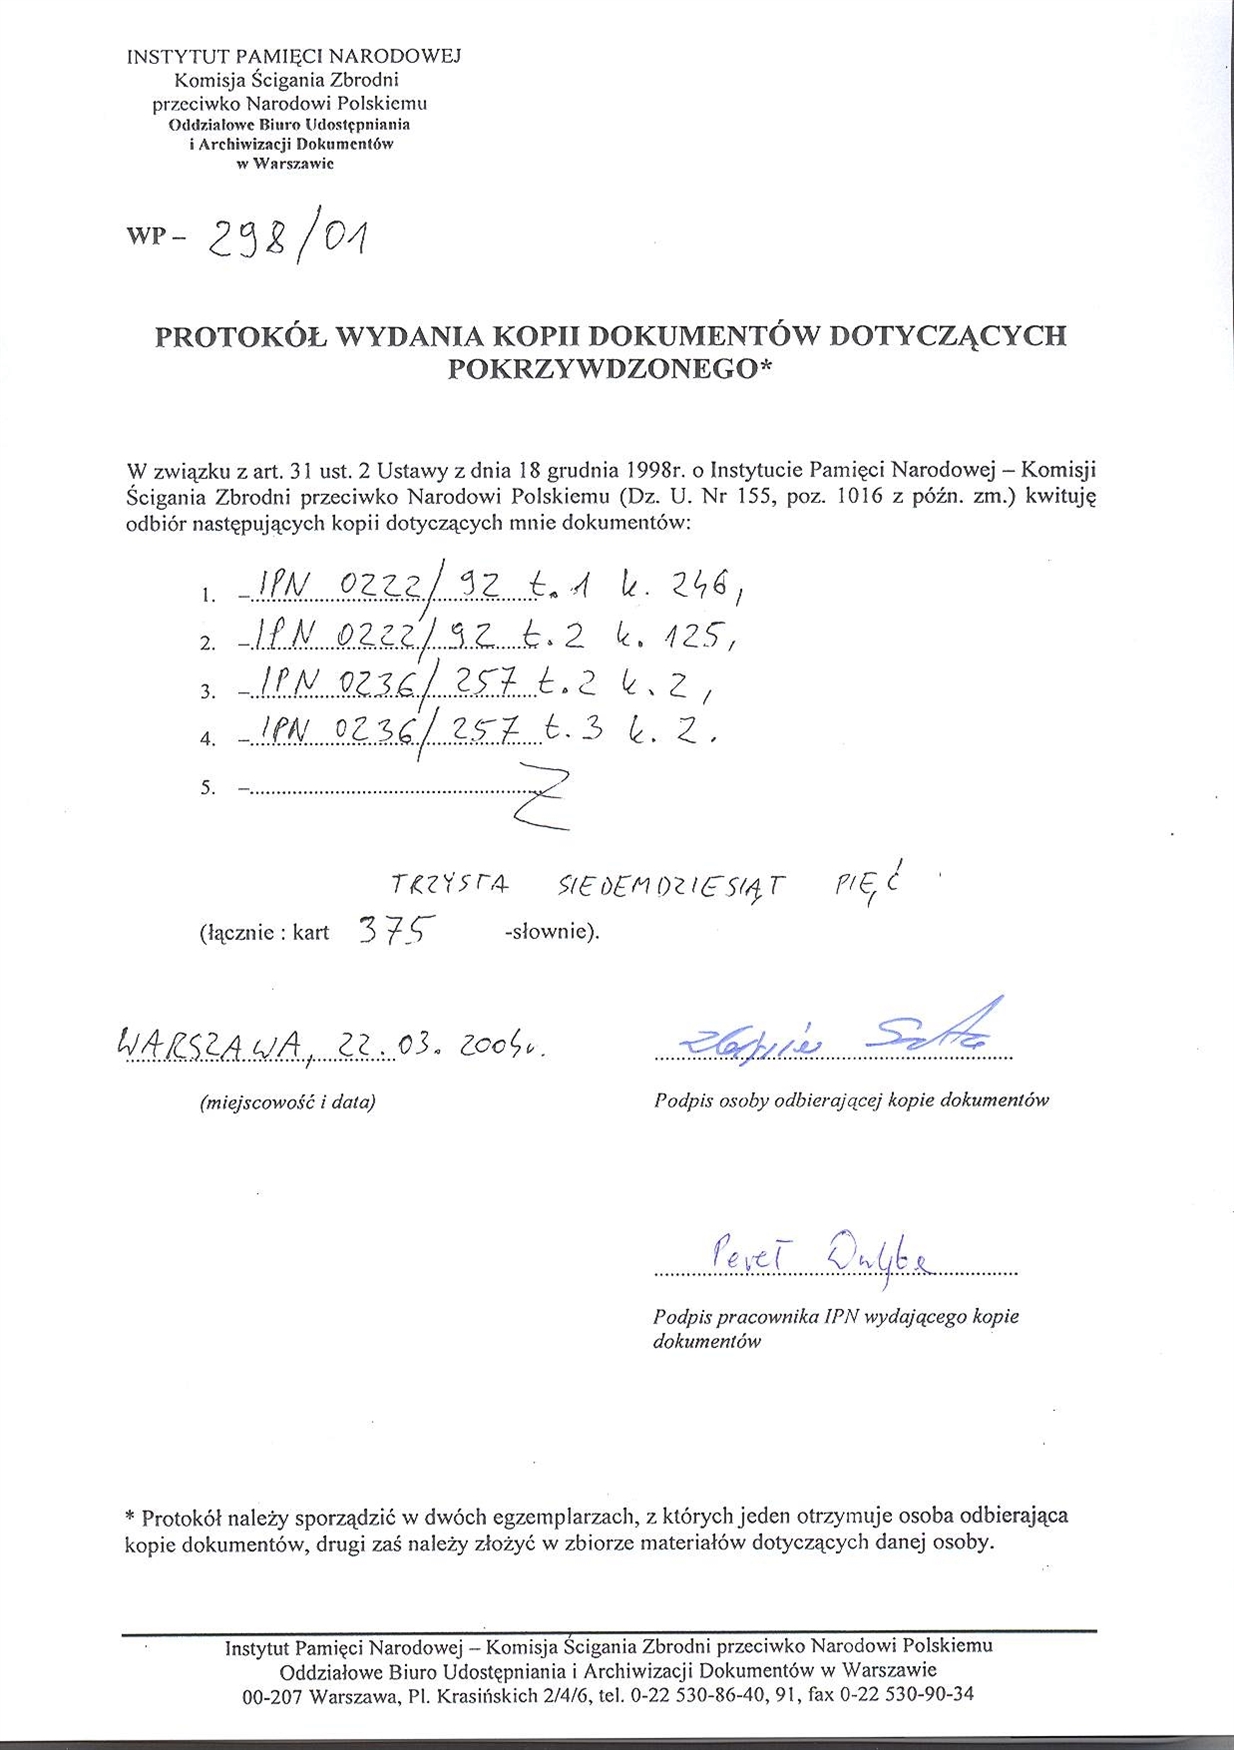 INSTYTUT PAMIĘCI NARODOWEJ
Komisja Ścigania Zbrodni
przeciwko Narodowi Polskiemu
Oddziałowe Biuro Udostępniania
i Archiwizacji Dokumentów
w Warszawie
WP – 298/01
PROTOKÓŁ WYDANIA KOPII DOKUMENTÓW DOTYCZĄCYCH
POKRZYWDZONEGO*
W związku z art. 31 ust. 2 Ustawy z dnia 18 grudnia 1998r. o Instytucie Pamięci Narodowej – Komisji
Ścigania Zbrodni przeciwko Narodowi Polskiemu (Dz. U. Nr 155, poz. 1016 z późn. zm.) kwituję
odbiór następujących kopii dotyczących mnie dokumentów:
1. – IPN 0222/92 t.1 k. 246,
2. – IPN 0222/92 t.2 k. 125,
3. – IPN 0236/257 t.2 k. 2,
4. – IPN 0236/257 t.3 k. 2.
5. –
TRZYSTA SIEDEMDZIESIĄT PIĘĆ
(łącznie : kart 375 -słownie).
WARSZAWA, 22.03.2005r.
(miejscowość i data)
Podpis osoby odbierającej kopie dokumentów
Podpis pracownika IPN wydającego kopie
dokumentów
* Protokół należy sporządzić w dwóch egzemplarzach, z których jeden otrzymuje osoba odbierająca
kopie dokumentów, drugi zaś należy złożyć w zbiorze materiałów dotyczących danej osoby.
Instytut Pamięci Narodowej – Komisja Ścigania Zbrodni przeciwko Narodowi Polskiemu
Oddziałowe Biuro Udostępniania i Archiwizacji Dokumentów w Warszawie
00-207 Warszawa, Pl. Krasińskich 2/4/6, tel. 0-22 530-86-40, 91, fax 0-22 530-90-34